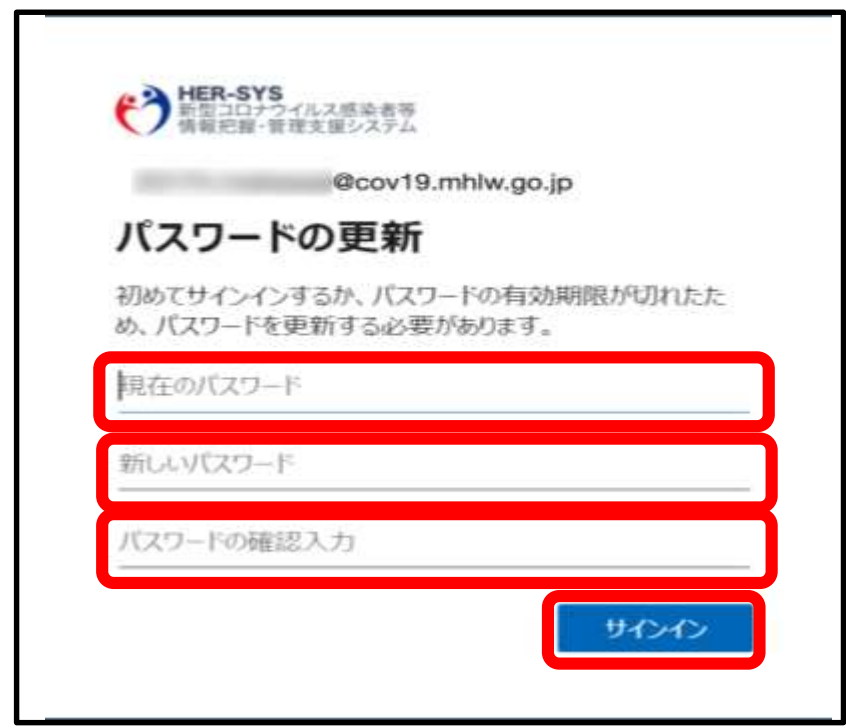 HER-SYS
新型コロナウイルス感染者等
情報把握・管理支援システム
@cov19.mhlw.go.jp
パスワードの更新
初めてサインインするか、パスワードの有効期限が切れたた
め、パスワードを更新する必要があります。
現在のパスワード
新しいパスワード
パスワードの確認入力
サインイン